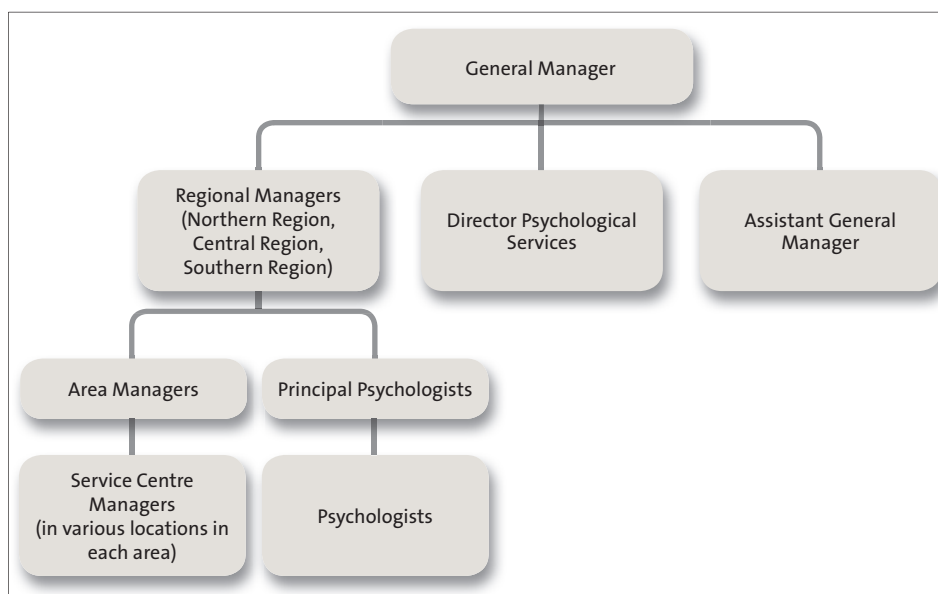 General Manager
Regional Managers
(Northern Region,
Central Region,
Southern Region)
Director Psychological
Services
Assistant General
Manager
Area Managers
Principal Psychologists
Service Centre
Managers
(in various locations in
each area)
Psychologists